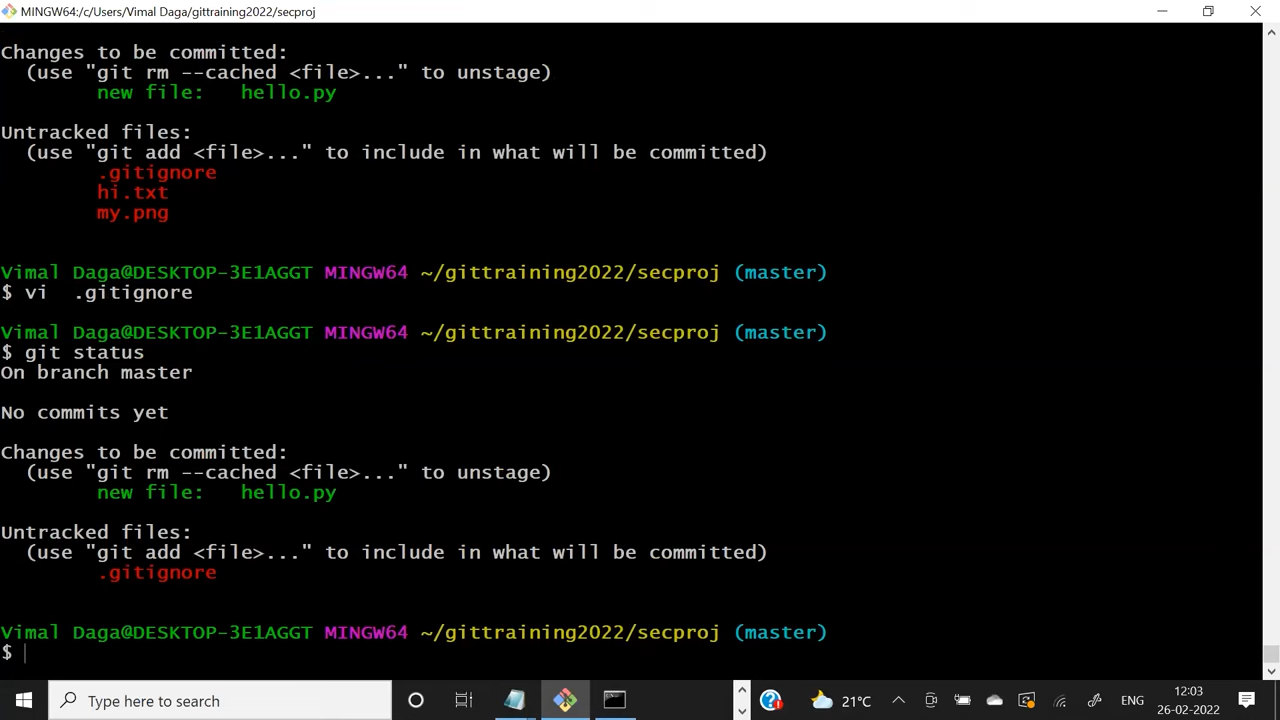 MINGW64:/c/Users/Vimal Daga/gittraining2022/secproj
Changes to be committed:
(use "git rm --cached <file>..." to unstage)
new file: hello.py
Untracked files:
(use "git add <file>..." to include in what will be committed)
.gitignore
hi.txt
my.png
Vimal Daga@DESKTOP-3E1AGGT MINGW64 ~/gittraining2022/secproj (master)
$ vi .gitignore
Vimal Daga@DESKTOP-3E1AGGT MINGW64 ~/gittraining2022/secproj (master)
$ git status
On branch master
No commits yet
Changes to be committed:
(use "git rm --cached <file>..." to unstage)
new file: hello.py
Untracked files:
(use "git add <file>..." to include in what will be committed)
.gitignore
Vimal Daga@DESKTOP-3E1AGGT MINGW64 ~/gittraining2022/secproj (master)
$
Type here to search
21°C
ENG
12:03
26-02-2022